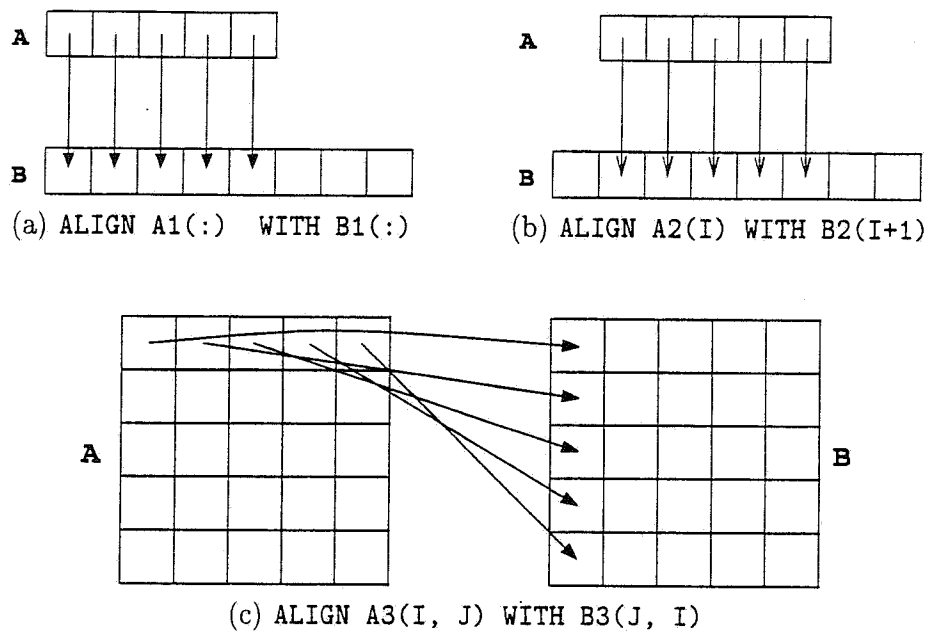 A
A
B
B
(a) ALIGN A1(:) WITH B1(:)
(b) ALIGN A2(I) WITH B2(I+1)
A
B
(c) ALIGN A3(I, J) WITH B3(J, I)